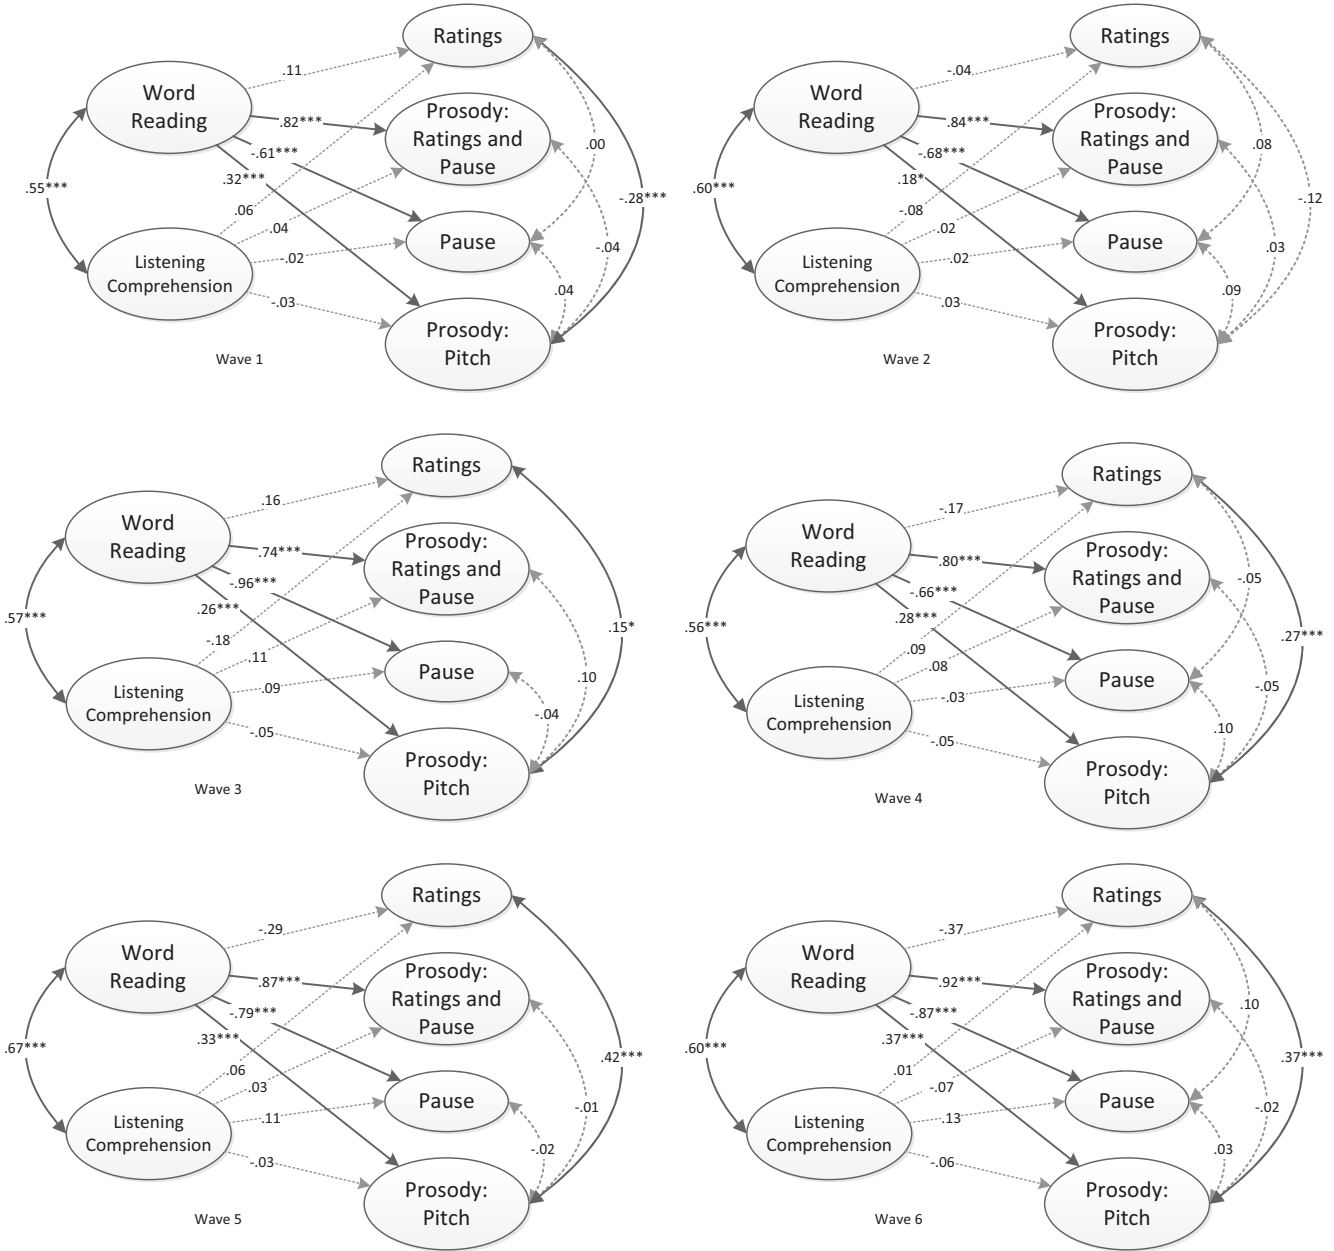 Ratings
.11
Word
Reading
Prosody:
Ratings and
Pause
.82***
.00
-.61***
.32***
.55***
-.28***
.06
.04
Pause
-.04
Listening
Comprehension
-.02
.04
-.03
Prosody:
Pitch
Wave 1
Ratings
-.04
Word
Reading
Prosody:
Ratings and
Pause
.84***
.08
-.68***
.18*
.60***
-.12
-.08
.02
Pause
.03
Listening
Comprehension
.02
.09
.03
Prosody:
Pitch
Wave 2
Ratings
.16
Word
Reading
Prosody:
Ratings and
Pause
.74***
-.96***
.26***
.57***
.15*
-.18
.11
Pause
.10
Listening
Comprehension
.09
-.04
-.05
Prosody:
Pitch
Wave 3
Ratings
-.17
Word
Reading
Prosody:
Ratings and
Pause
.80***
-.05
-.66***
.28***
.56***
.27***
.09
.08
Pause
-.05
Listening
Comprehension
-.03
.10
-.05
Prosody:
Pitch
Wave 4
Ratings
-.29
Word
Reading
Prosody:
Ratings and
Pause
.87***
-.79***
.33***
.67***
.42***
.06
.03
Pause
-.01
Listening
Comprehension
.11
-.02
-.03
Prosody:
Pitch
Wave 5
Ratings
-.37
Word
Reading
Prosody:
Ratings and
Pause
.92***
.10
-.87***
.37***
.60***
.37***
.01
-.07
Pause
-.02
Listening
Comprehension
.13
.03
-.06
Prosody:
Pitch
Wave 6